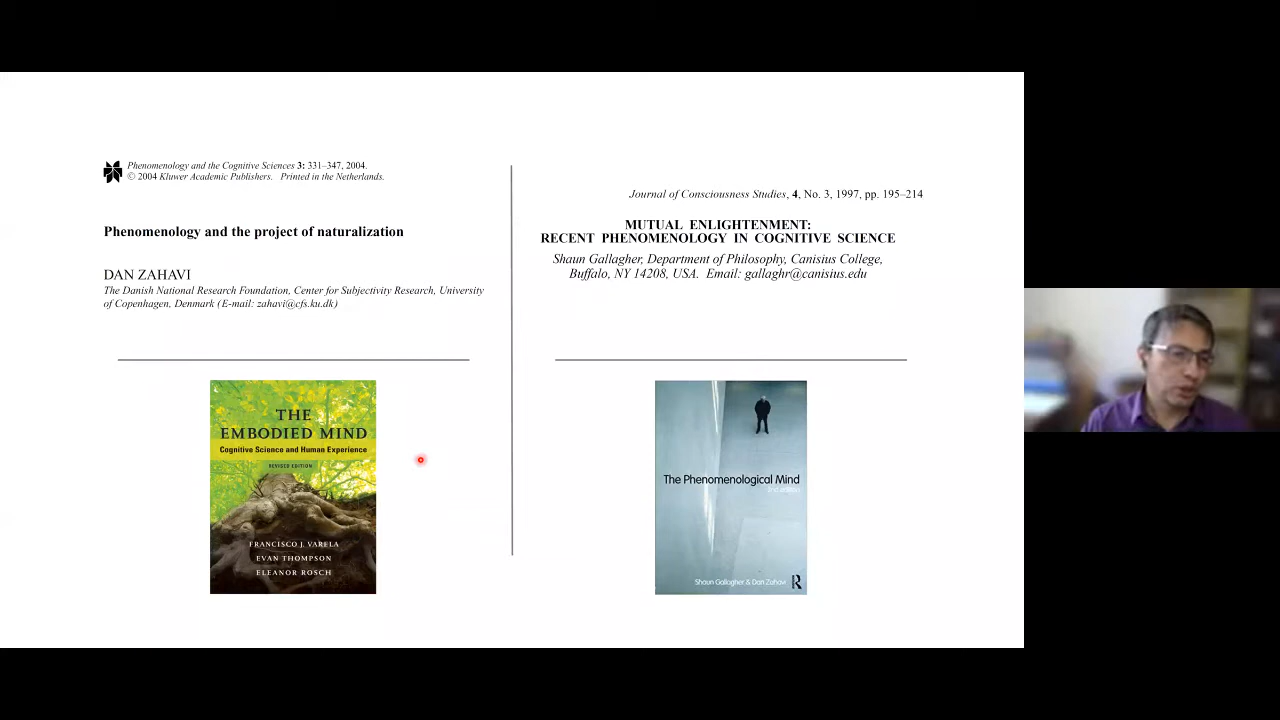 Phenomenology and the Cognitive Sciences 3: 331–347, 2004.
© 2004 Kluwer Academic Publishers. Printed in the Netherlands.
Phenomenology and the project of naturalization
DAN ZAHAVI
The Danish National Research Foundation, Center for Subjectivity Research, University
of Copenhagen, Denmark (E-mail: zahavi@cfs.ku.dk)
Journal of Consciousness Studies, 4, No. 3, 1997, pp. 195–214
MUTUAL ENLIGHTENMENT:
RECENT PHENOMENOLOGY IN COGNITIVE SCIENCE
Shaun Gallagher, Department of Philosophy, Canisius College,
Buffalo, NY 14208, USA. Email: gallaghr@canisius.edu
THE
EMBODIED MIND
Cognitive Science and Human Experience
REVISED EDITION
FRANCISCO J. VARELA
EVAN THOMPSON
ELEANOR ROSCH
The Phenomenological Mind
2nd edition
Shaun Gallagher & Dan Zahavi
R